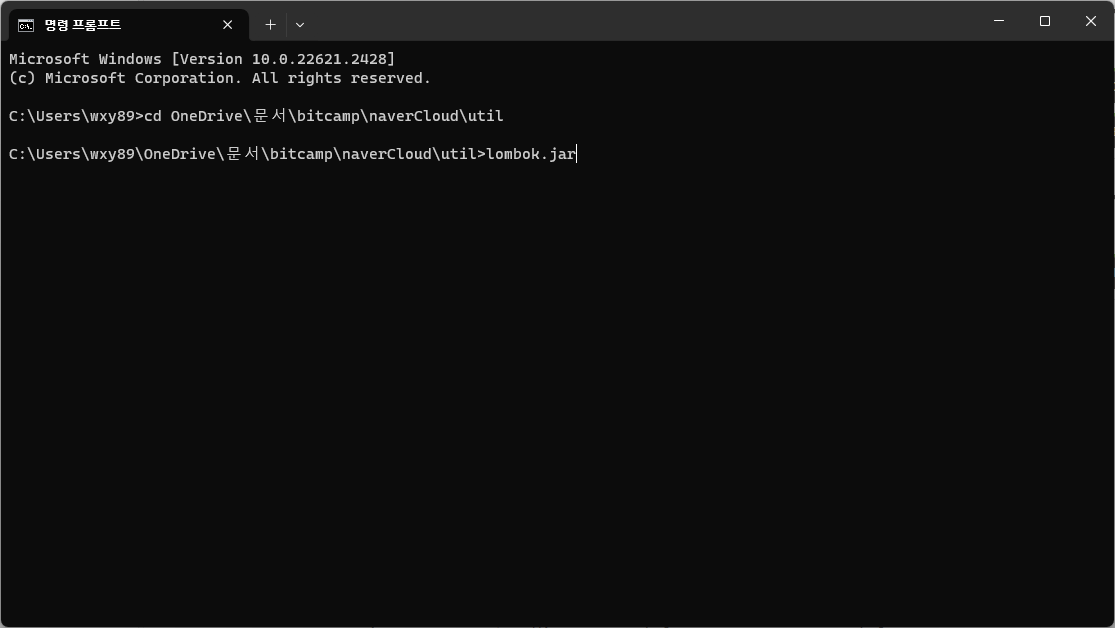 명령 프롬프트
Microsoft Windows [Version 10.0.22621.2428]
(c) Microsoft Corporation. All rights reserved.
C:\Users\wxy89>cd OneDrive\문서\bitcamp\naverCloud\util
C:\Users\wxy89\OneDrive\문서\bitcamp\naverCloud\util>lombok.jar